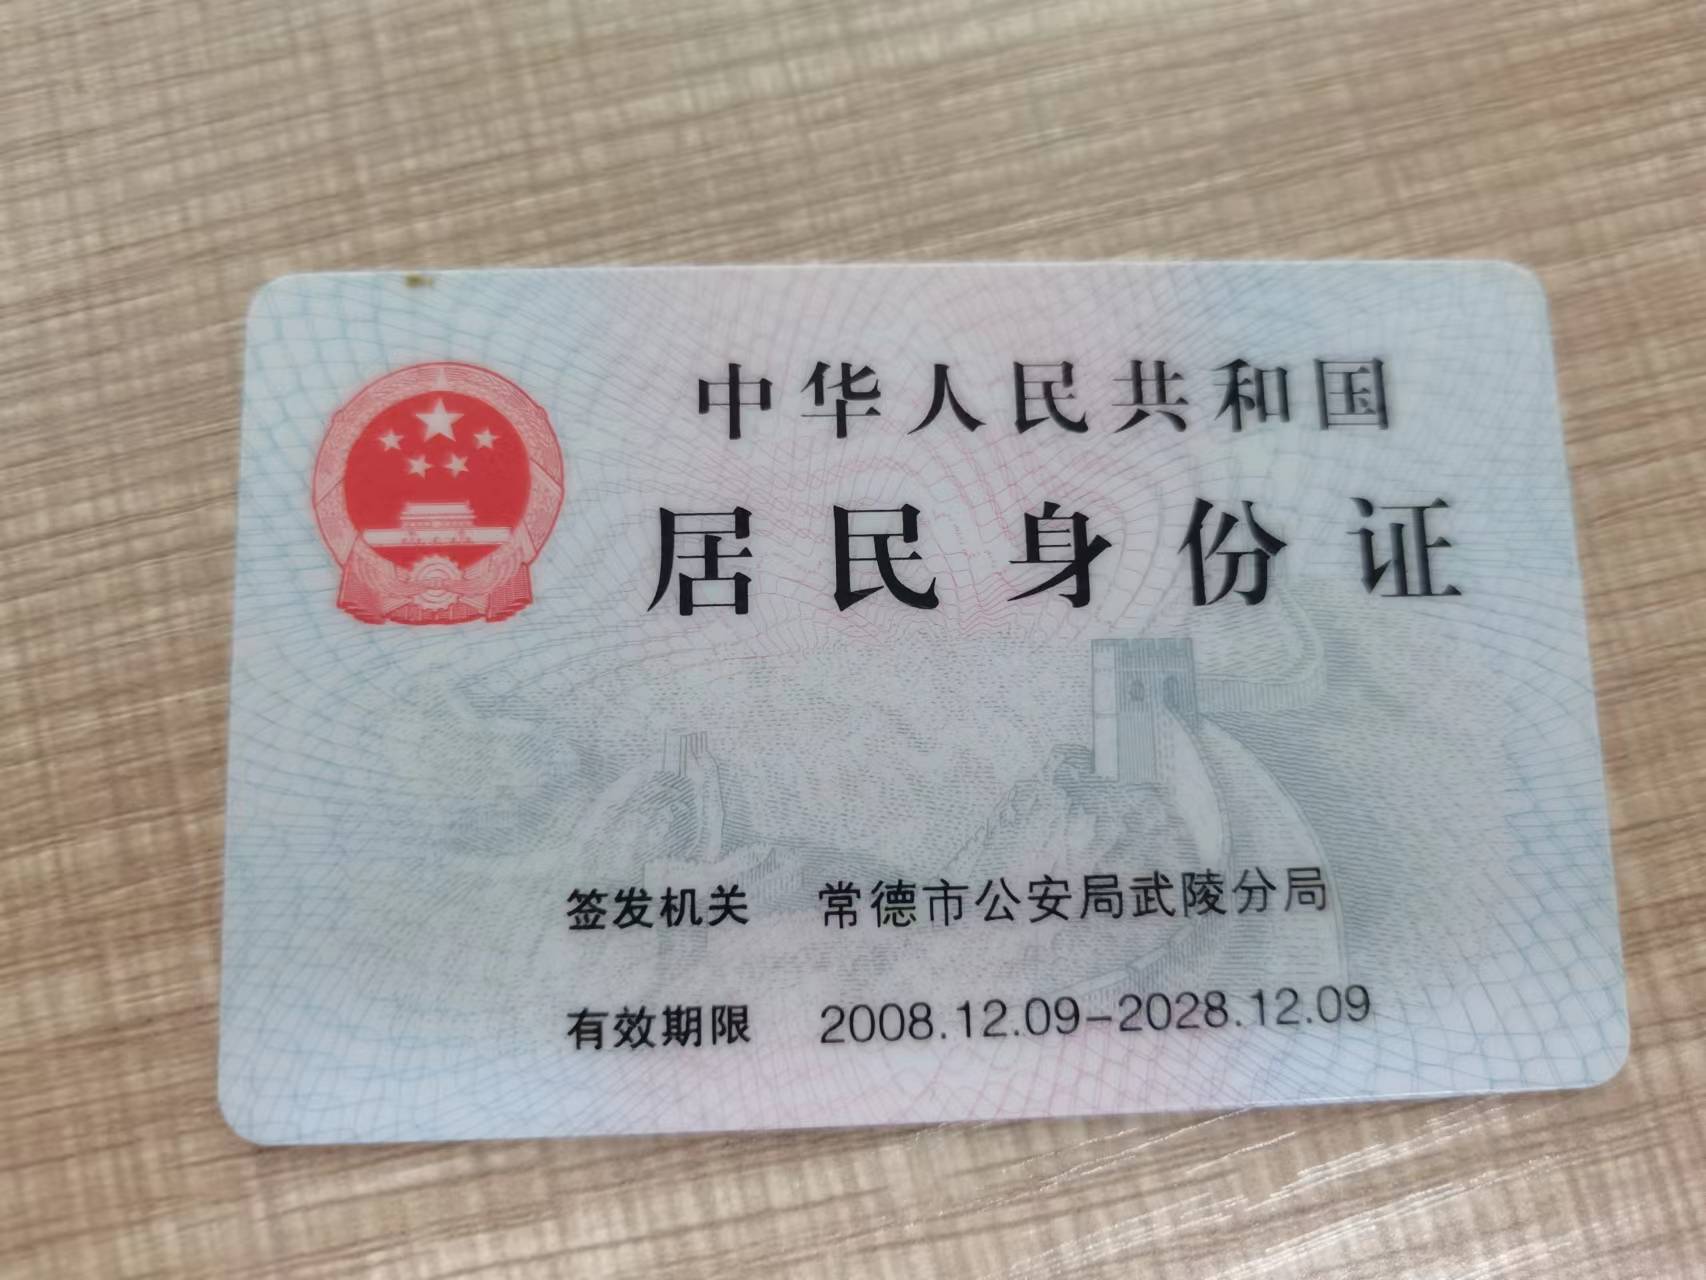 中华人民共和国
居民身份证
签发机关 常德市公安局武陵分局
有效期限 2008.12.09-2028.12.09